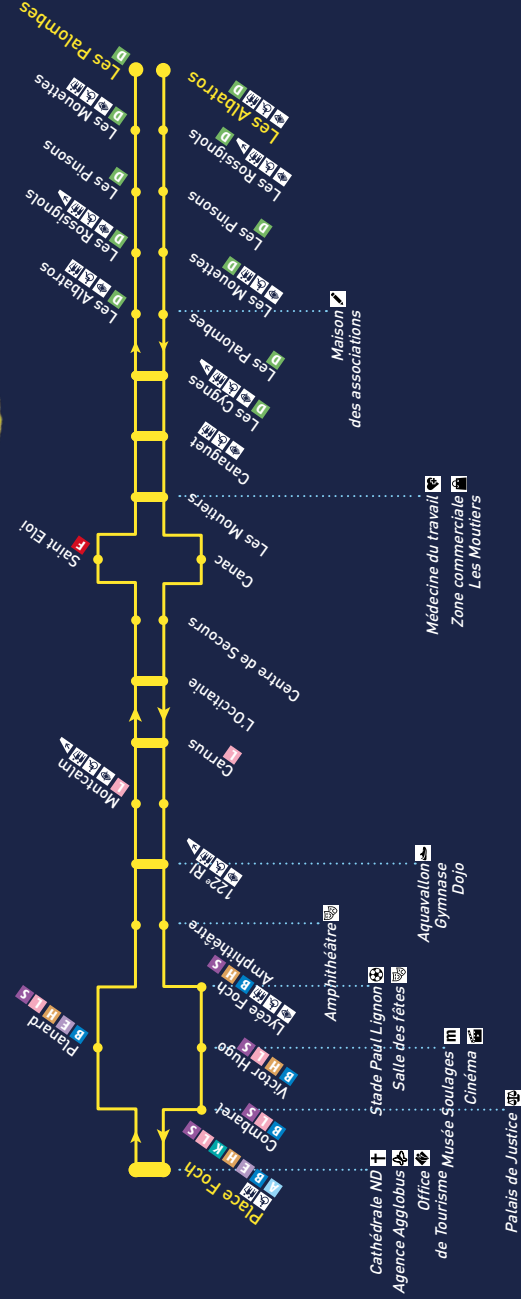 Les Palombes D
Les Mouettes D
Les Pinsons D
Les Rossignols D
Les Albatros D
Saint Eloi F
Montcalm L
Planard B E H L S
Les Albatros D
Les Rossignols D
Les Pinsons D
Les Mouettes D
Les Palombes D
Les Cygnes D
Canaguet
Les Moutiers
Canac
Centre de Secours
L'Occitanie
Carnus L
122e RI
Amphithéâtre
Lycée Foch B H S
Victor Hugo B H L S
Combarel B L S
Place Foch A B E H K L S
Maison
des associations
Médecine du travail
Zone commerciale
Les Moutiers
Aquavallon
Gymnase
Dojo
Amphithéâtre
Stade Paul Lignon
Salle des fêtes
Musée Soulages m
Cinéma
Palais de Justice
Cathédrale ND
Agence Agglobus
Office
de Tourisme